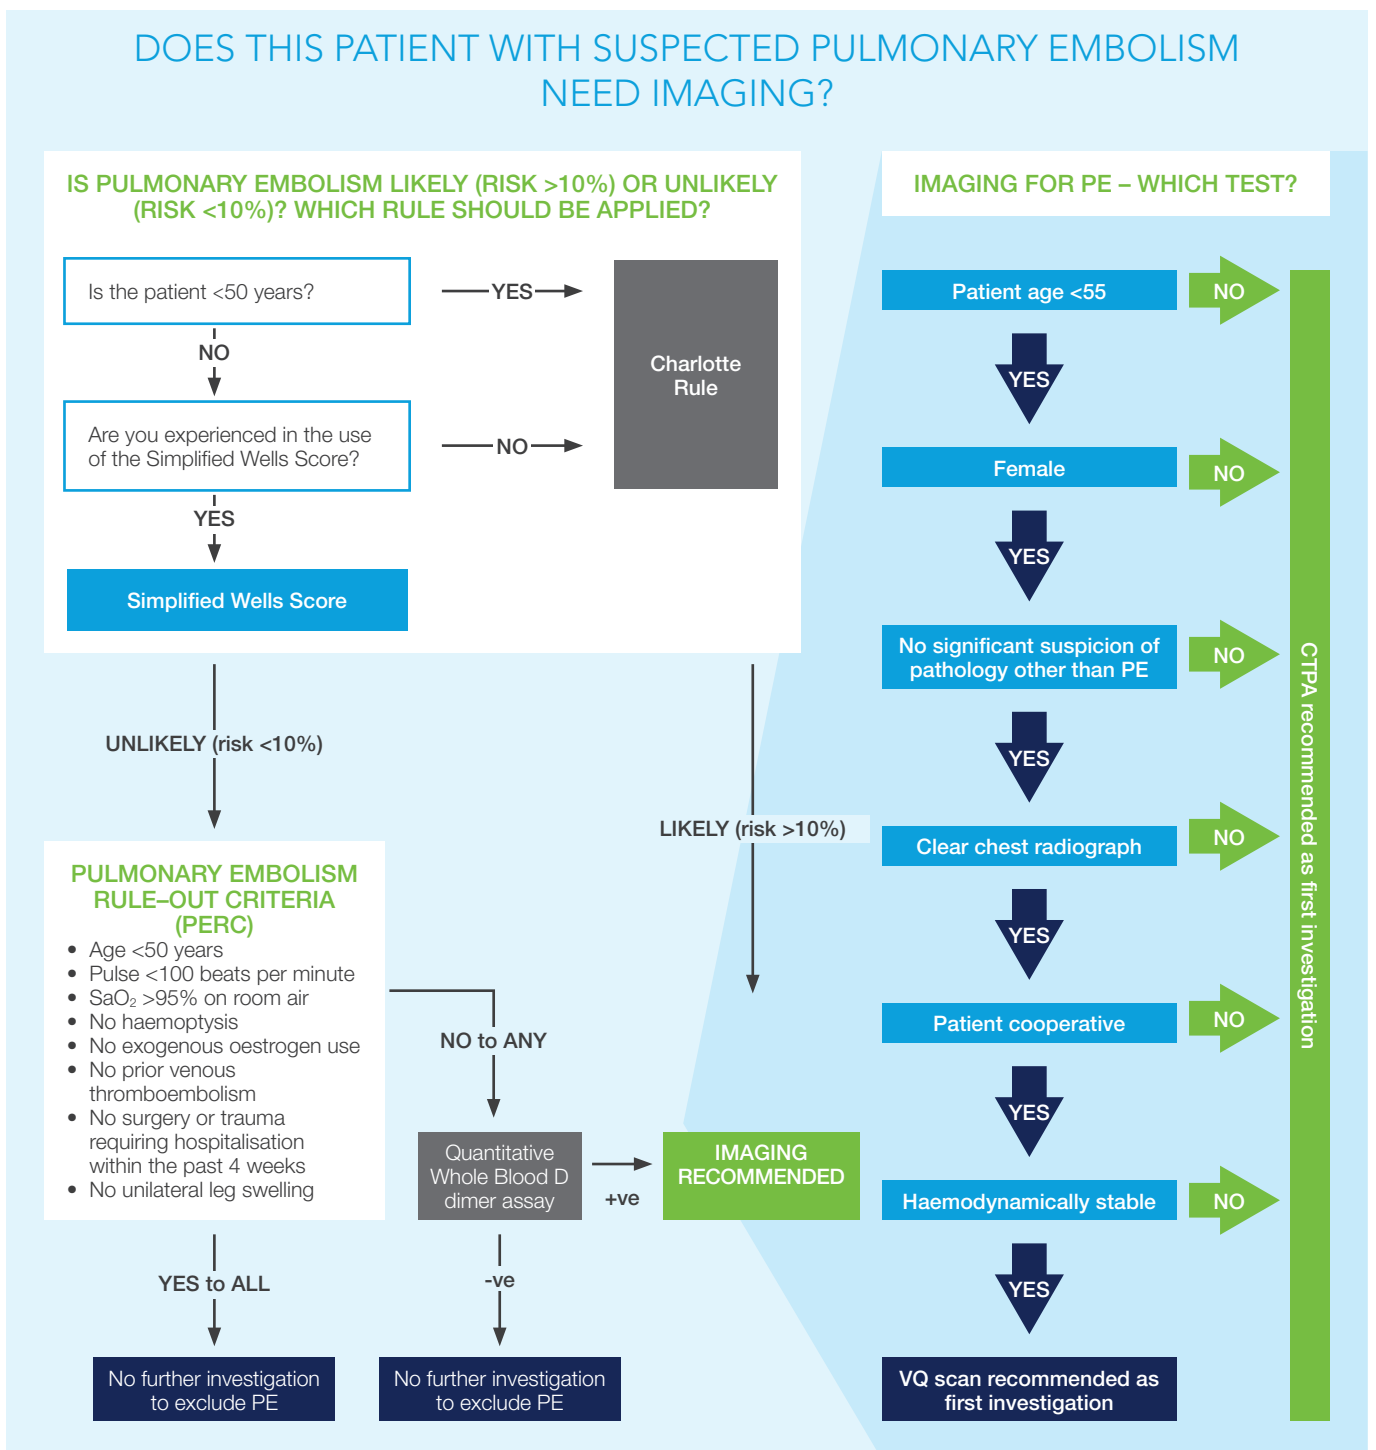 DOES THIS PATIENT WITH SUSPECTED PULMONARY EMBOLISM
NEED IMAGING?
IS PULMONARY EMBOLISM LIKELY (RISK >10%) OR UNLIKELY
(RISK <10%)? WHICH RULE SHOULD BE APPLIED?
Is the patient <50 years?
YES
NO
Charlotte
Rule
Are you experienced in the use
of the Simplified Wells Score?
NO
YES
Simplified Wells Score
UNLIKELY (risk <10%)
LIKELY (risk >10%)
PULMONARY EMBOLISM
RULE–OUT CRITERIA
(PERC)
• Age <50 years
• Pulse <100 beats per minute
• SaO₂ >95% on room air
• No haemoptysis
• No exogenous oestrogen use
• No prior venous
thromboembolism
• No surgery or trauma
requiring hospitalisation
within the past 4 weeks
• No unilateral leg swelling
NO to ANY
Quantitative
Whole Blood D
dimer assay
+ve
IMAGING
RECOMMENDED
YES to ALL
-ve
No further investigation
to exclude PE
No further investigation
to exclude PE
IMAGING FOR PE – WHICH TEST?
Patient age <55
NO
YES
Female
NO
YES
No significant suspicion of
pathology other than PE
NO
YES
Clear chest radiograph
NO
YES
Patient cooperative
NO
YES
Haemodynamically stable
NO
YES
VQ scan recommended as
first investigation
CTPA recommended as first investigation